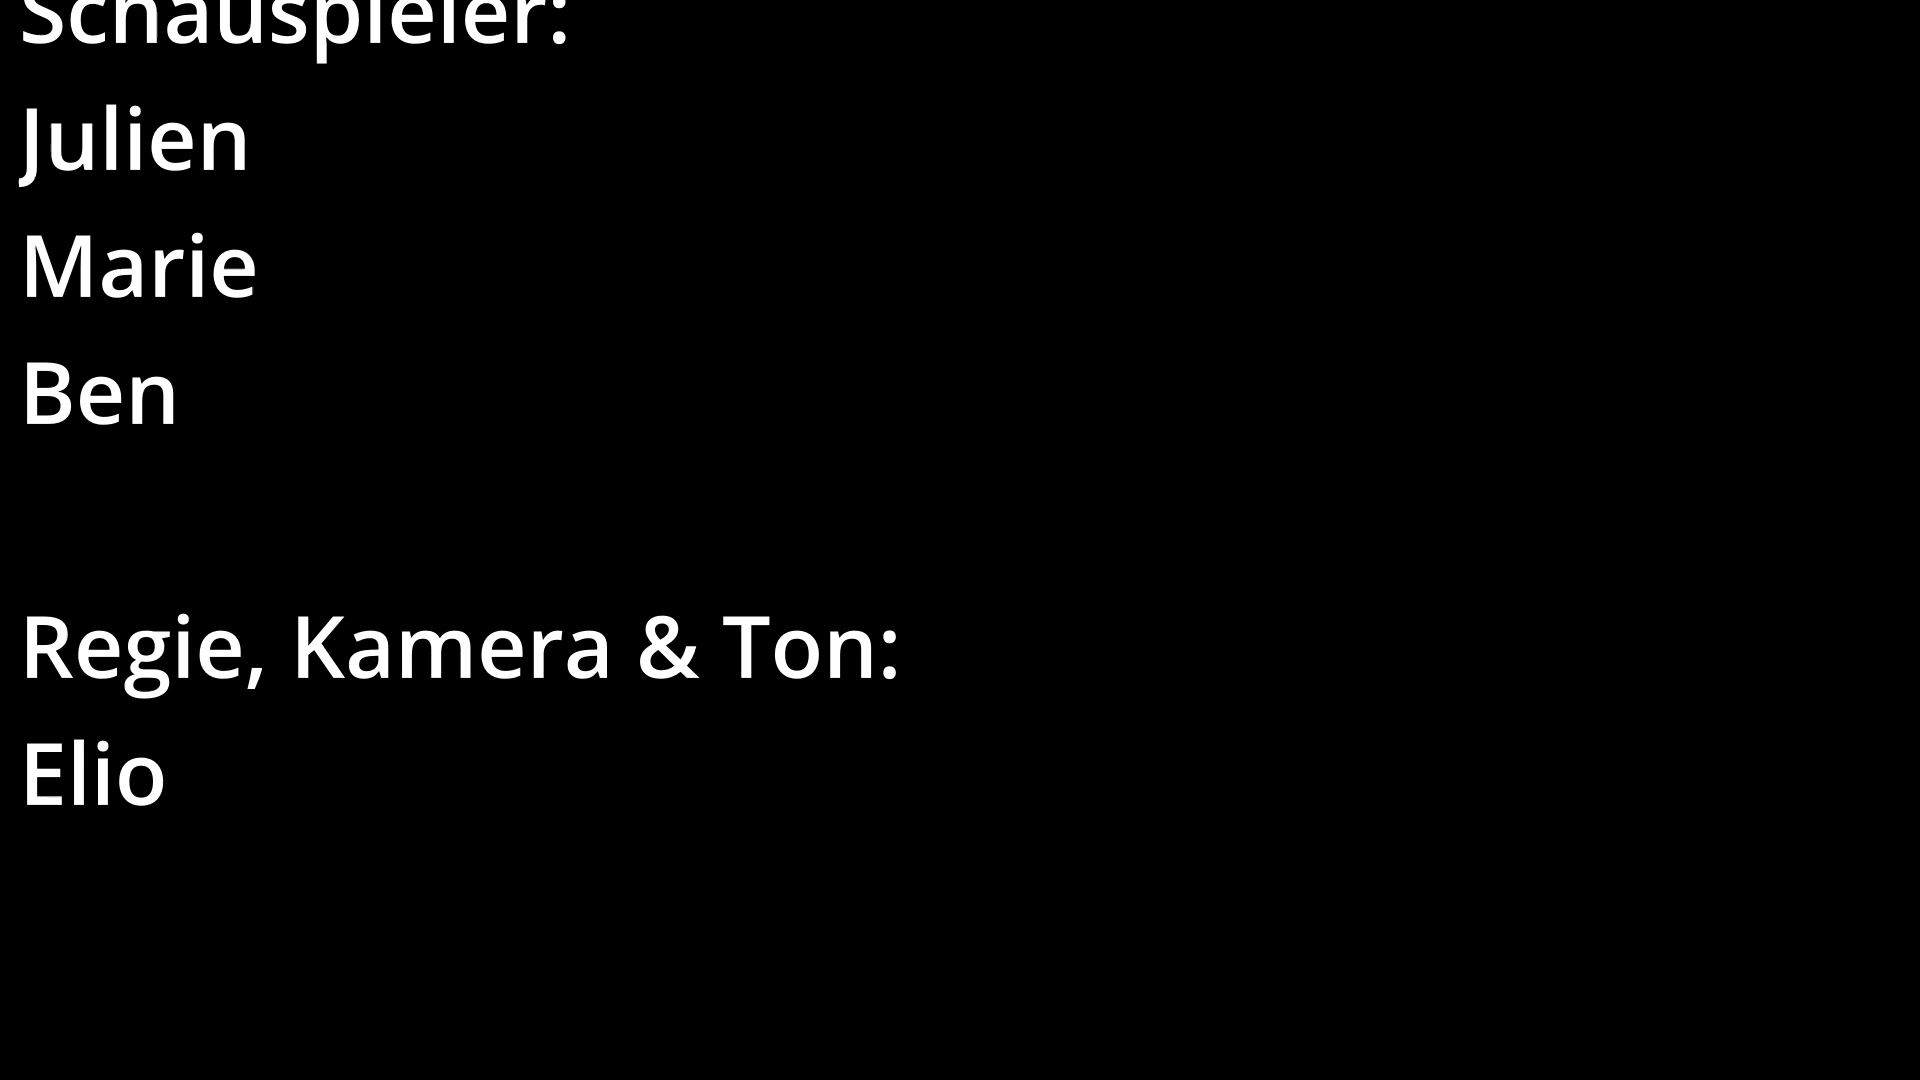 Schauspieler:
Julien
Marie
Ben
Regie, Kamera & Ton:
Elio